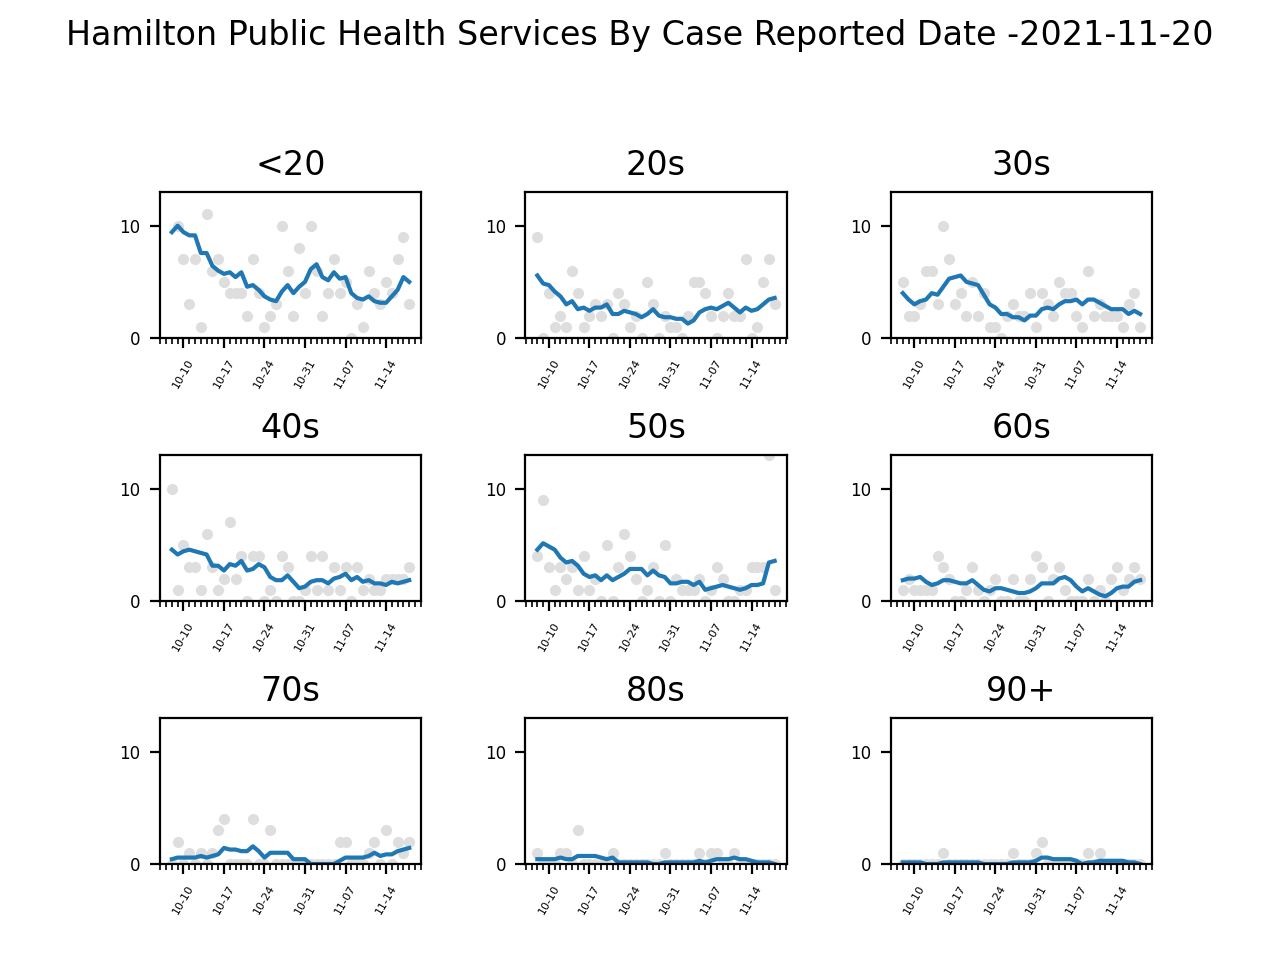 Hamilton Public Health Services By Case Reported Date -2021-11-20
<20 20s 30s
10 10 10
0 0 0
10-10 10-17 10-24 10-31 11-07 11-14 10-10 10-17 10-24 10-31 11-07 11-14 10-10 10-17 10-24 10-31 11-07 11-14
40s 50s 60s
10 10 10
0 0 0
10-10 10-17 10-24 10-31 11-07 11-14 10-10 10-17 10-24 10-31 11-07 11-14 10-10 10-17 10-24 10-31 11-07 11-14
70s 80s 90+
10 10 10
0 0 0
10-10 10-17 10-24 10-31 11-07 11-14 10-10 10-17 10-24 10-31 11-07 11-14 10-10 10-17 10-24 10-31 11-07 11-14